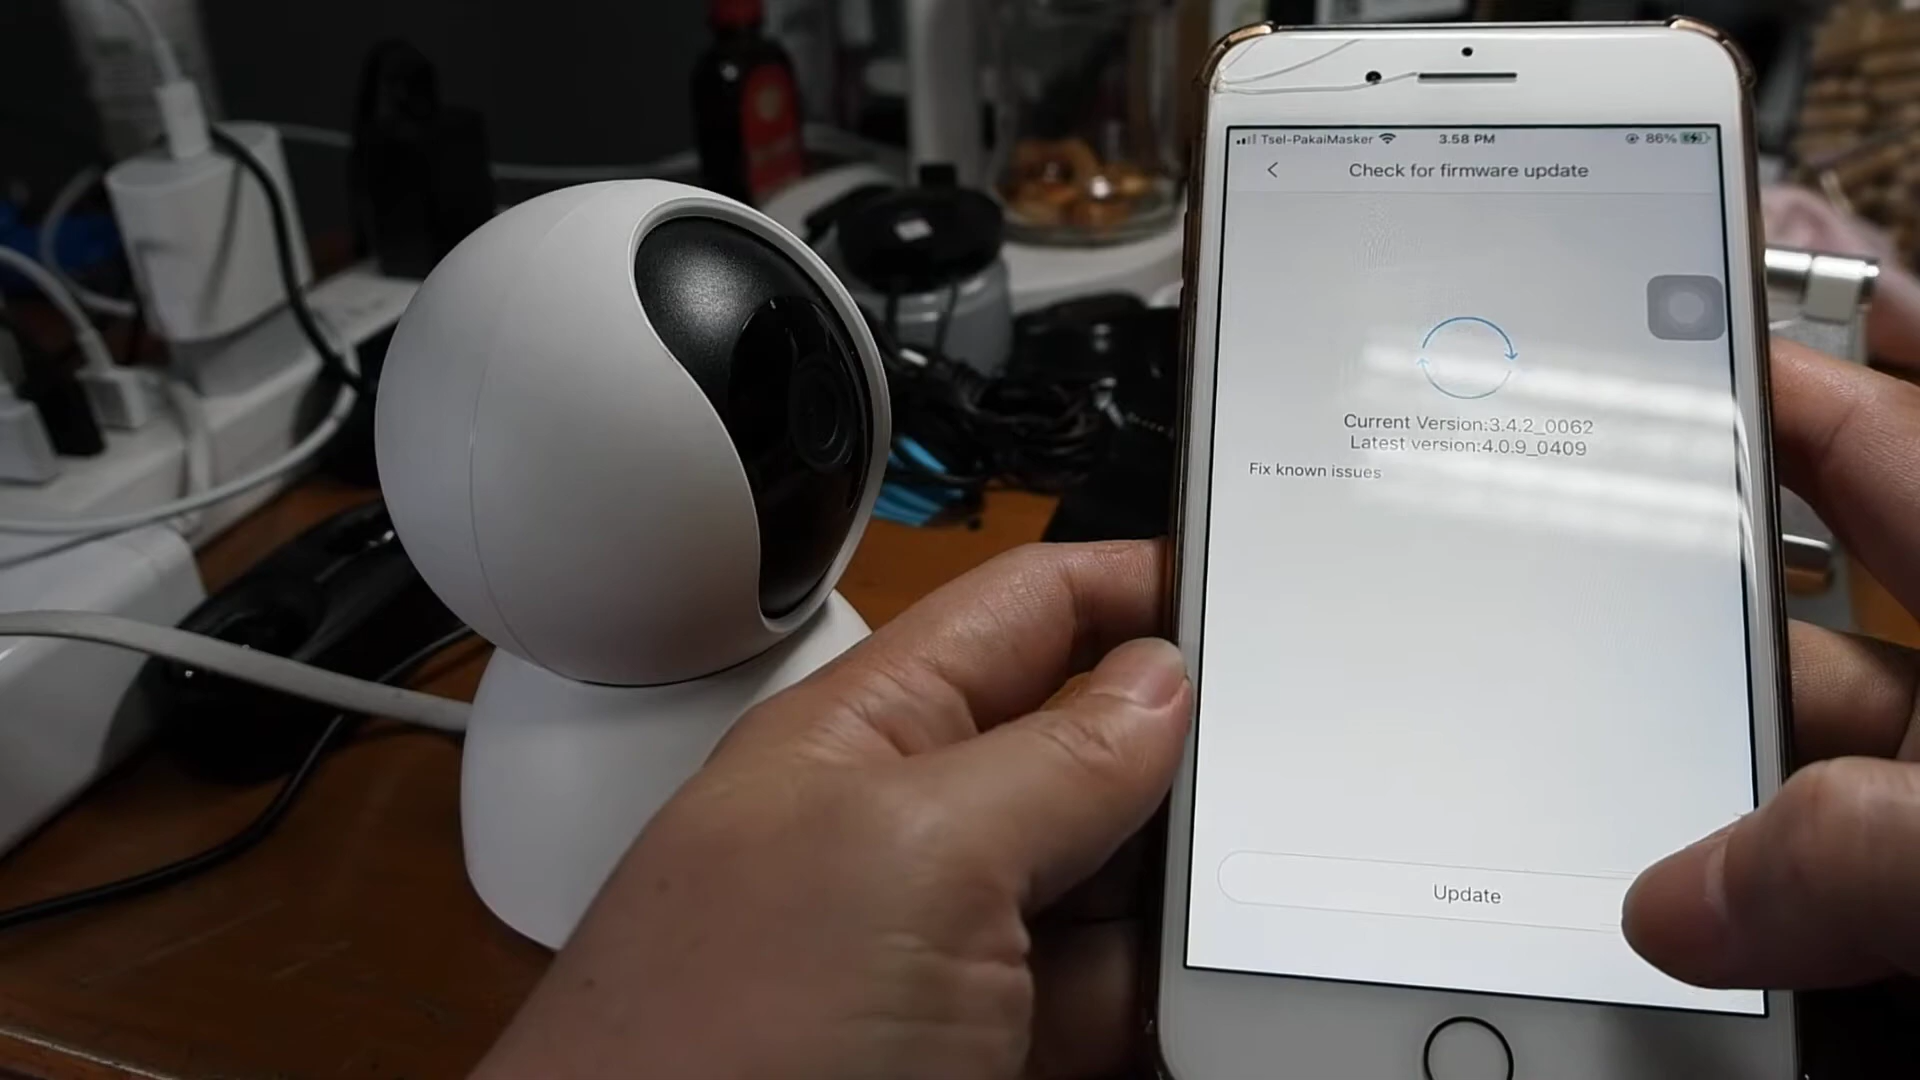 Tsel-PakaiMasker 3.58 PM 86%
Check for firmware update
Current Version:3.4.2_0062
Latest version:4.0.9_0409
Fix known issues
Update